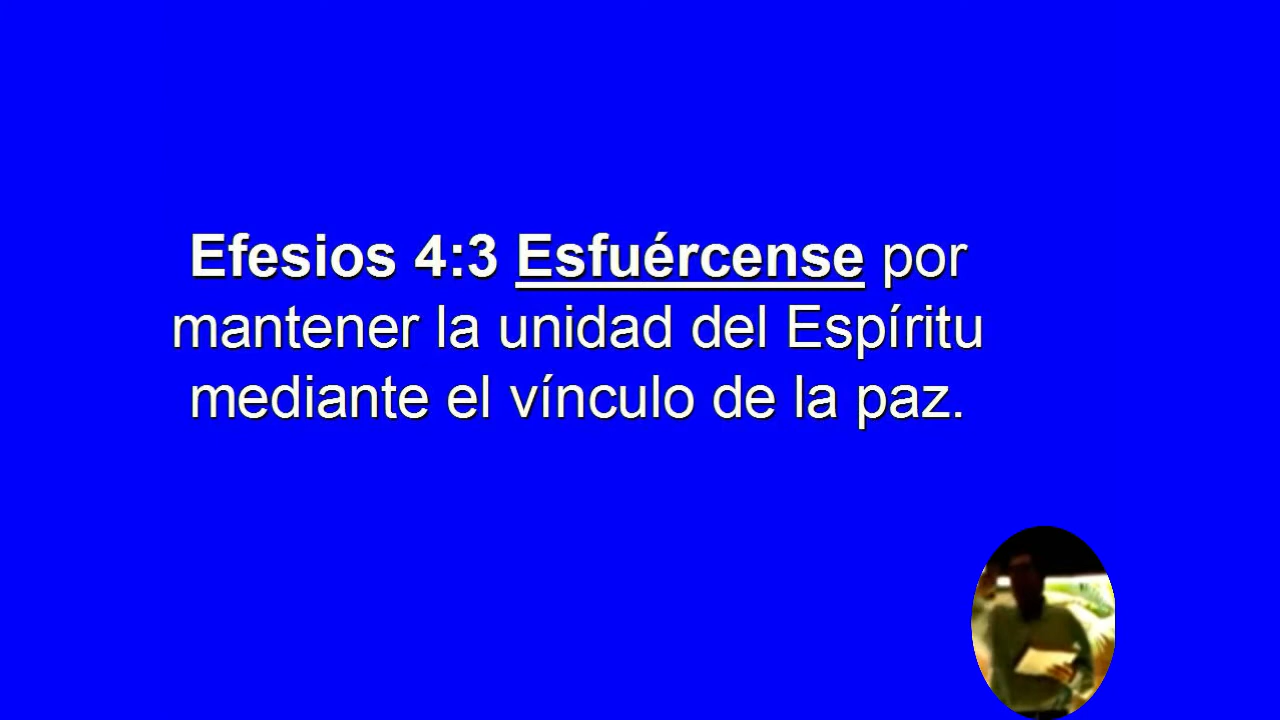 Efesios 4:3 Esfuércense por
mantener la unidad del Espíritu
mediante el vínculo de la paz.